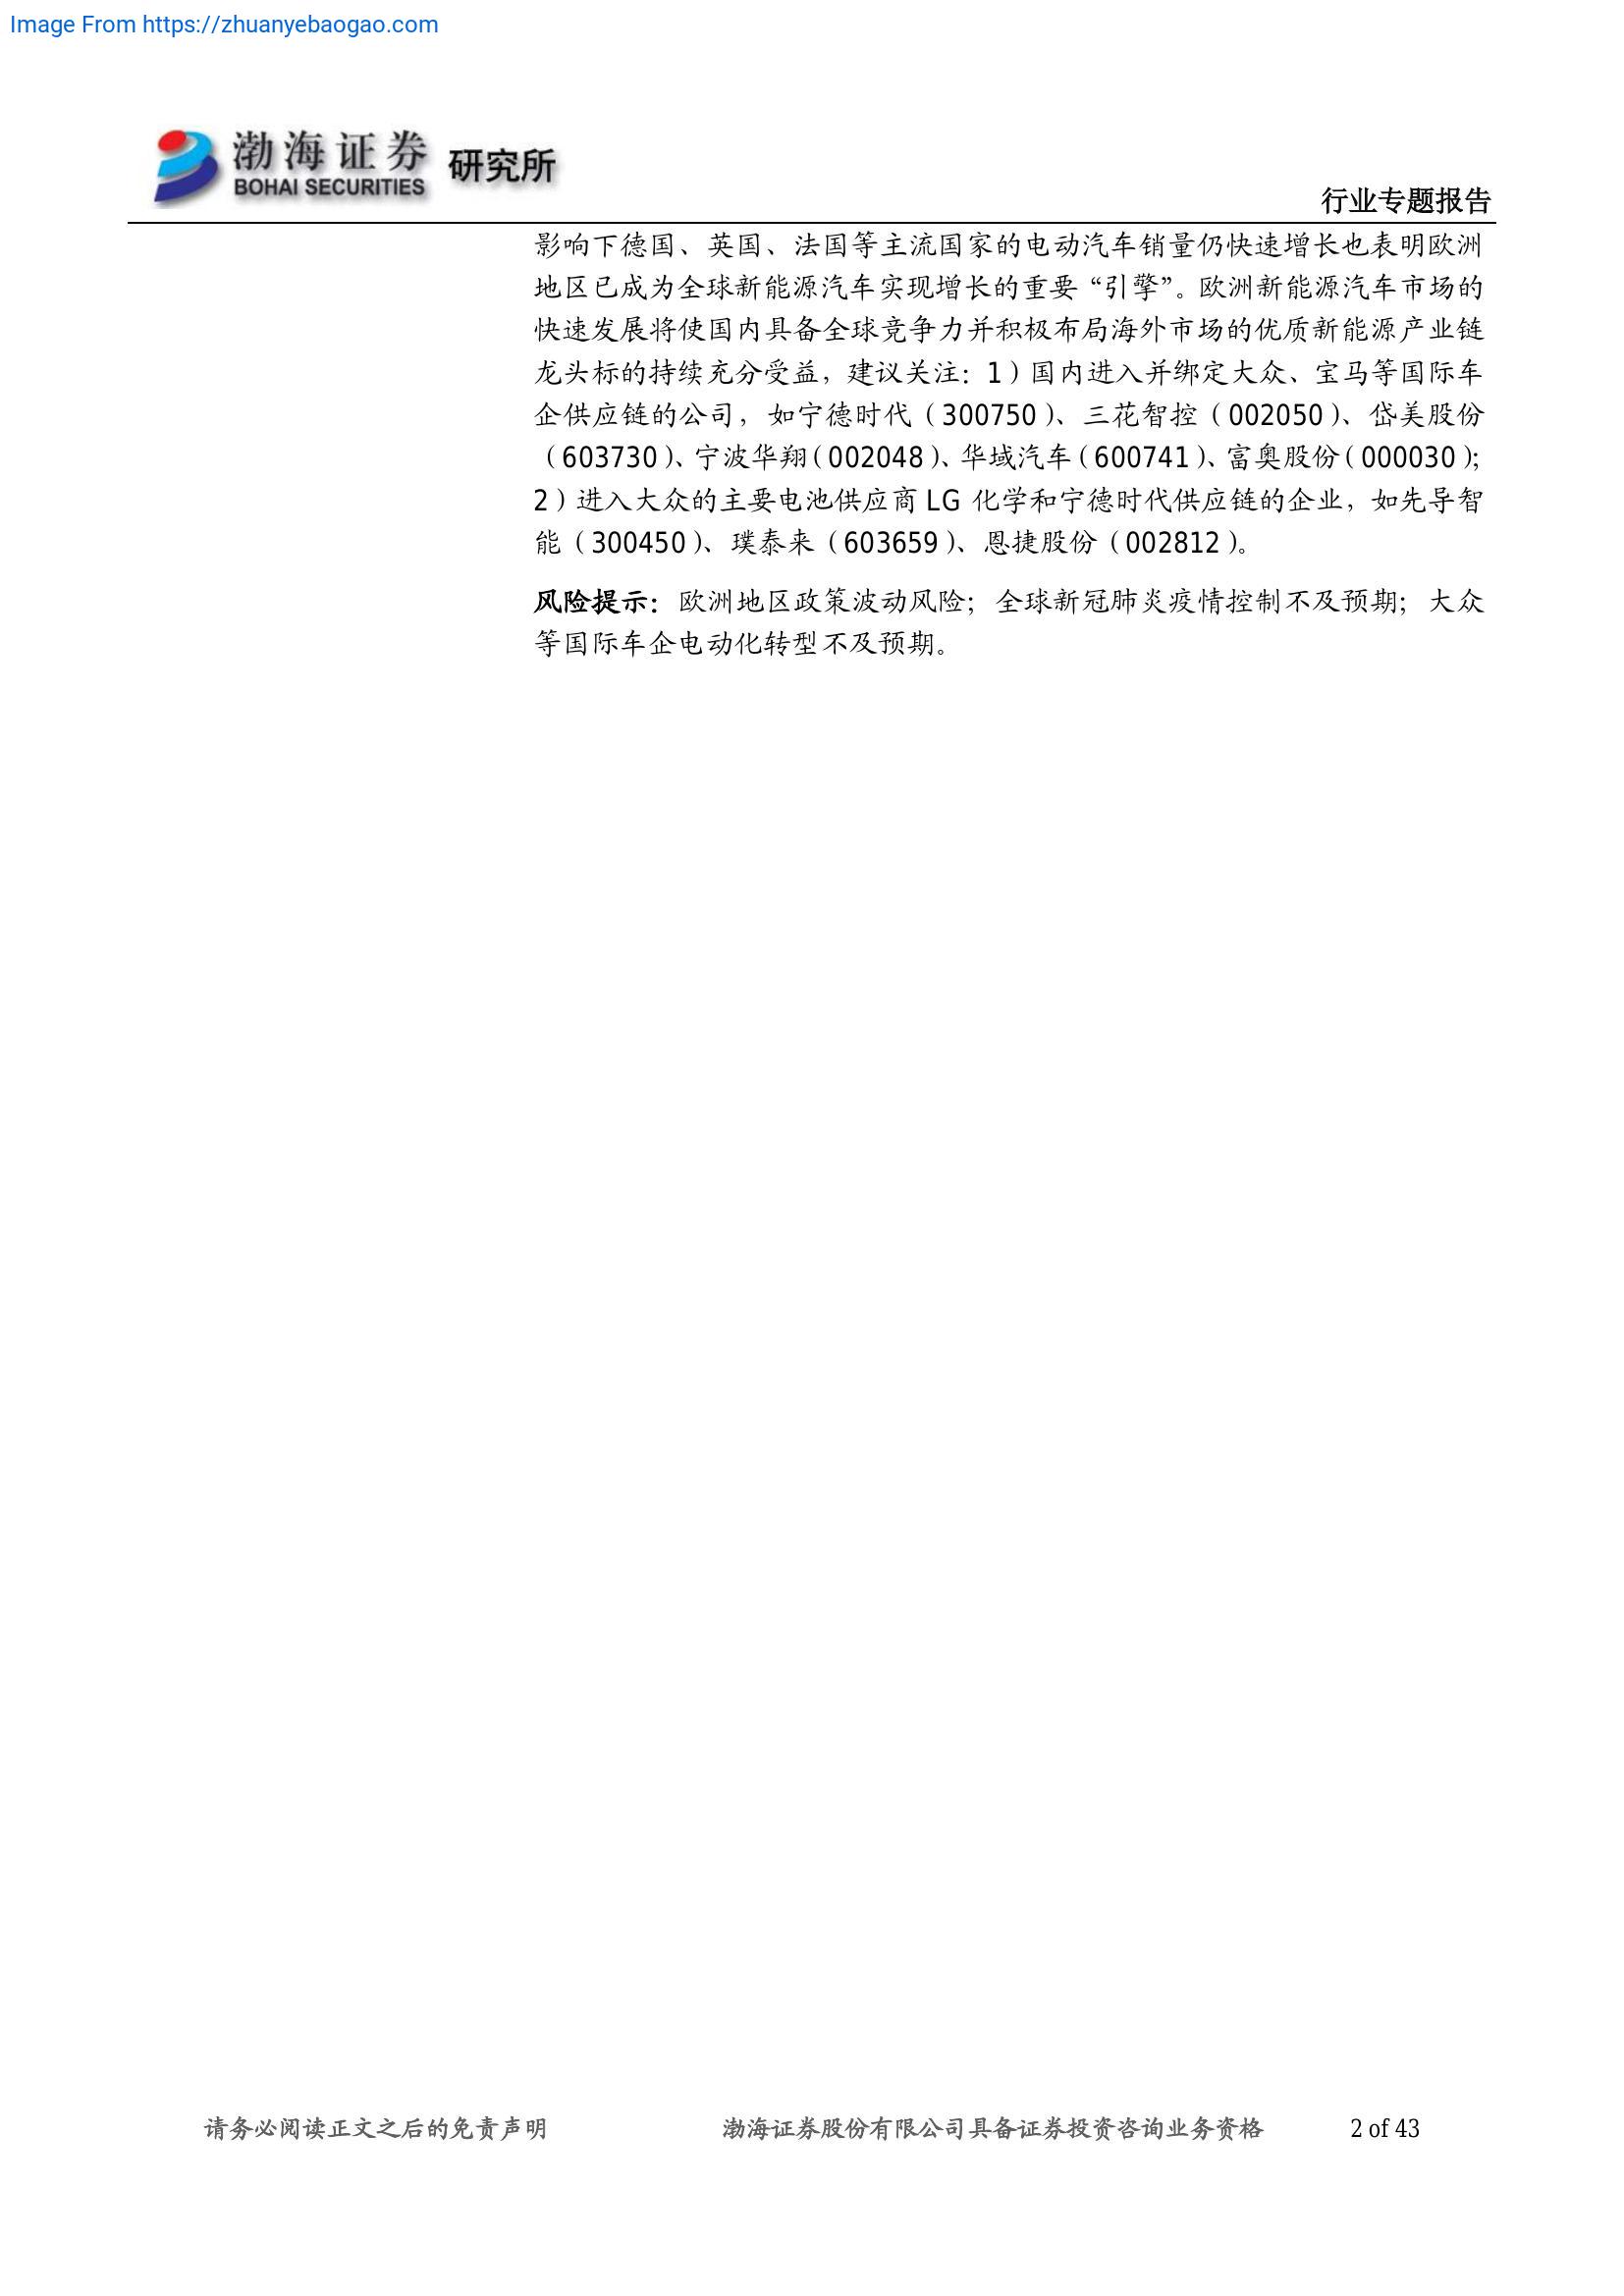 Image From https://zhuanyebaogao.com
渤海证券 研究所
BOHAI SECURITIES
行业专题报告
影响下德国、英国、法国等主流国家的电动汽车销量仍快速增长也表明欧洲
地区已成为全球新能源汽车实现增长的重要“引擎”。欧洲新能源汽车市场的
快速发展将使国内具备全球竞争力并积极布局海外市场的优质新能源产业链
龙头标的持续充分受益，建议关注：1）国内进入并绑定大众、宝马等国际车
企供应链的公司，如宁德时代（300750）、三花智控（002050）、岱美股份
（603730）、宁波华翔（002048）、华域汽车（600741）、富奥股份（000030）；
2）进入大众的主要电池供应商 LG 化学和宁德时代供应链的企业，如先导智
能（300450）、璞泰来（603659）、恩捷股份（002812）。
风险提示：欧洲地区政策波动风险；全球新冠肺炎疫情控制不及预期；大众
等国际车企电动化转型不及预期。
请务必阅读正文之后的免责声明 渤海证券股份有限公司具备证券投资咨询业务资格 2 of 43